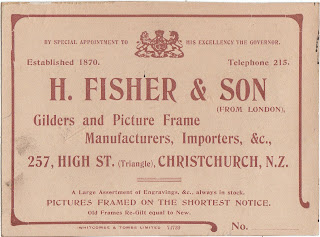 BY SPECIAL APPOINTMENT TO HIS EXCELLENCY THE GOVERNOR.
Established 1870. Telephone 215.
H. FISHER & SON
(FROM LONDON),
Gilders and Picture Frame
Manufacturers, Importers, &c.,
257, HIGH ST. (Triangle), CHRISTCHURCH, N.Z.
A Large Assortment of Engravings, &c., always in stock.
PICTURES FRAMED ON THE SHORTEST NOTICE.
Old Frames Re-Gilt equal to New.
WHITCOMBE & TOMBS LIMITED
No.